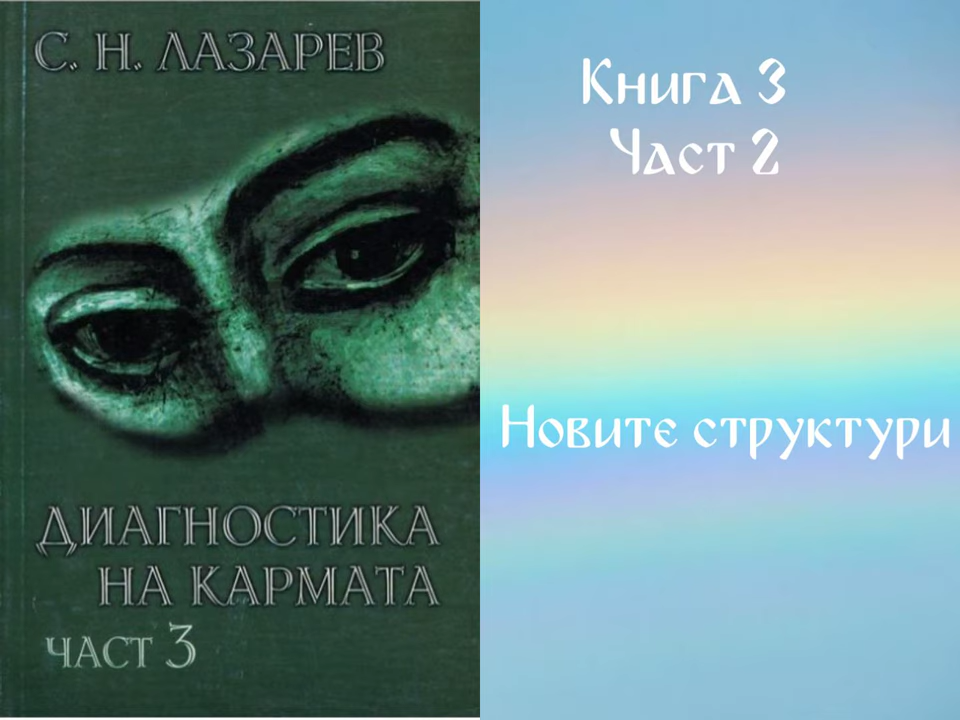 С. Н. ЛАЗАРЕВ
ДИАГНОСТИКА
НА КАРМАТА
ЧАСТ 3
Книга 3
Част 2
Новите структури